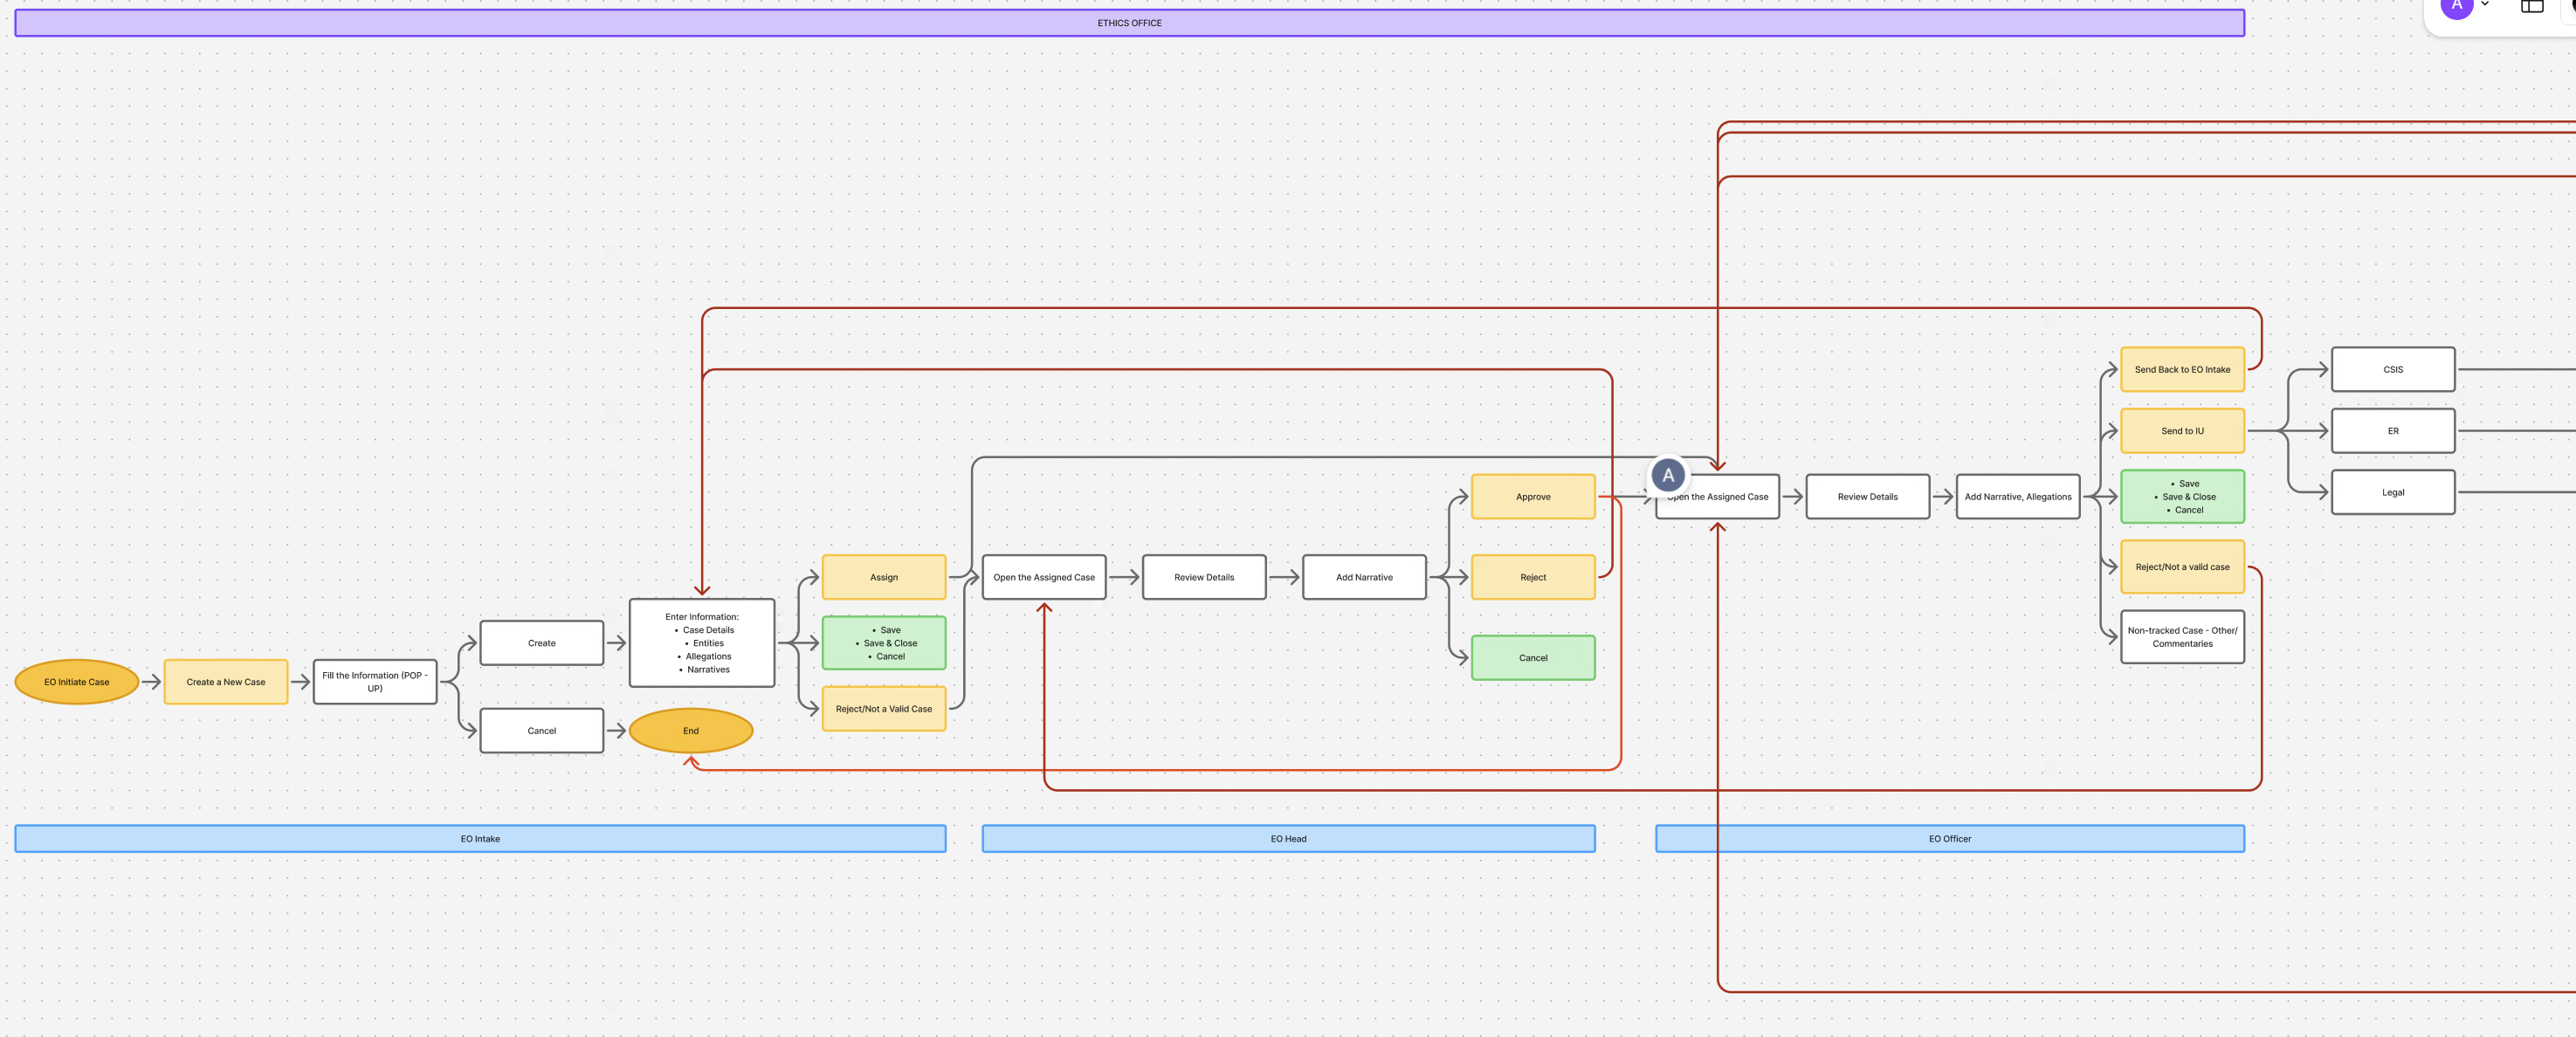 ETHICS OFFICE
A
EO Initiate Case
Create a New Case
Fill the Information (POP -
UP)
Create
Cancel
Enter Information:
• Case Details
• Entities
• Allegations
• Narratives
End
Assign
• Save
• Save & Close
• Cancel
Reject/Not a Valid Case
Open the Assigned Case
Review Details
Add Narrative
Approve
Reject
Cancel
A
the Assigned Case
Review Details
Add Narrative, Allegations
Send Back to EO Intake
Send to IU
• Save
• Save & Close
• Cancel
Reject/Not a valid case
Non-tracked Case - Other/
Commentaries
CSIS
ER
Legal
EO Intake
EO Head
EO Officer